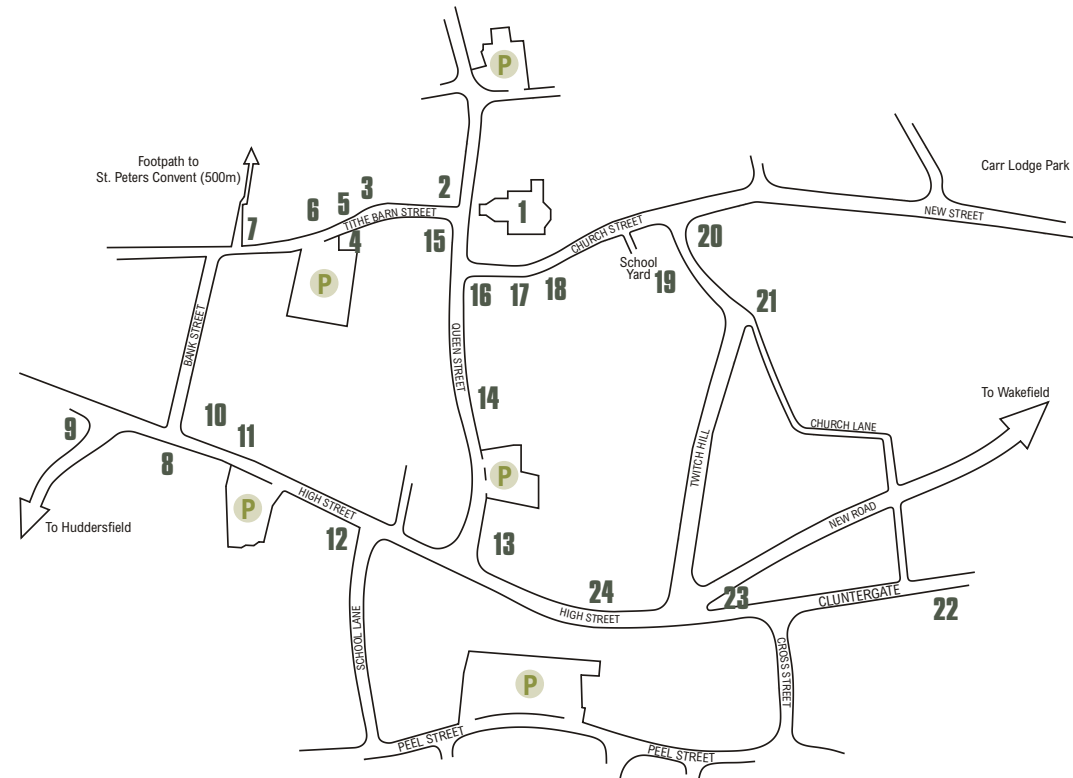 P
Footpath to
St. Peters Convent (500m)
Carr Lodge Park
1
2
3
4
5
6
7
TITHE BARN STREET
15
P
CHURCH STREET
School
Yard
NEW STREET
16
17
18
19
20
21
BANK STREET
QUEEN STREET
14
To Wakefield
9
10
11
8
CHURCH LANE
TWITCH HILL
P
P
HIGH STREET
NEW ROAD
To Huddersfield
12
13
24
HIGH STREET
23
CLUNTERGATE
22
SCHOOL LANE
CROSS STREET
P
PEEL STREET
PEEL STREET